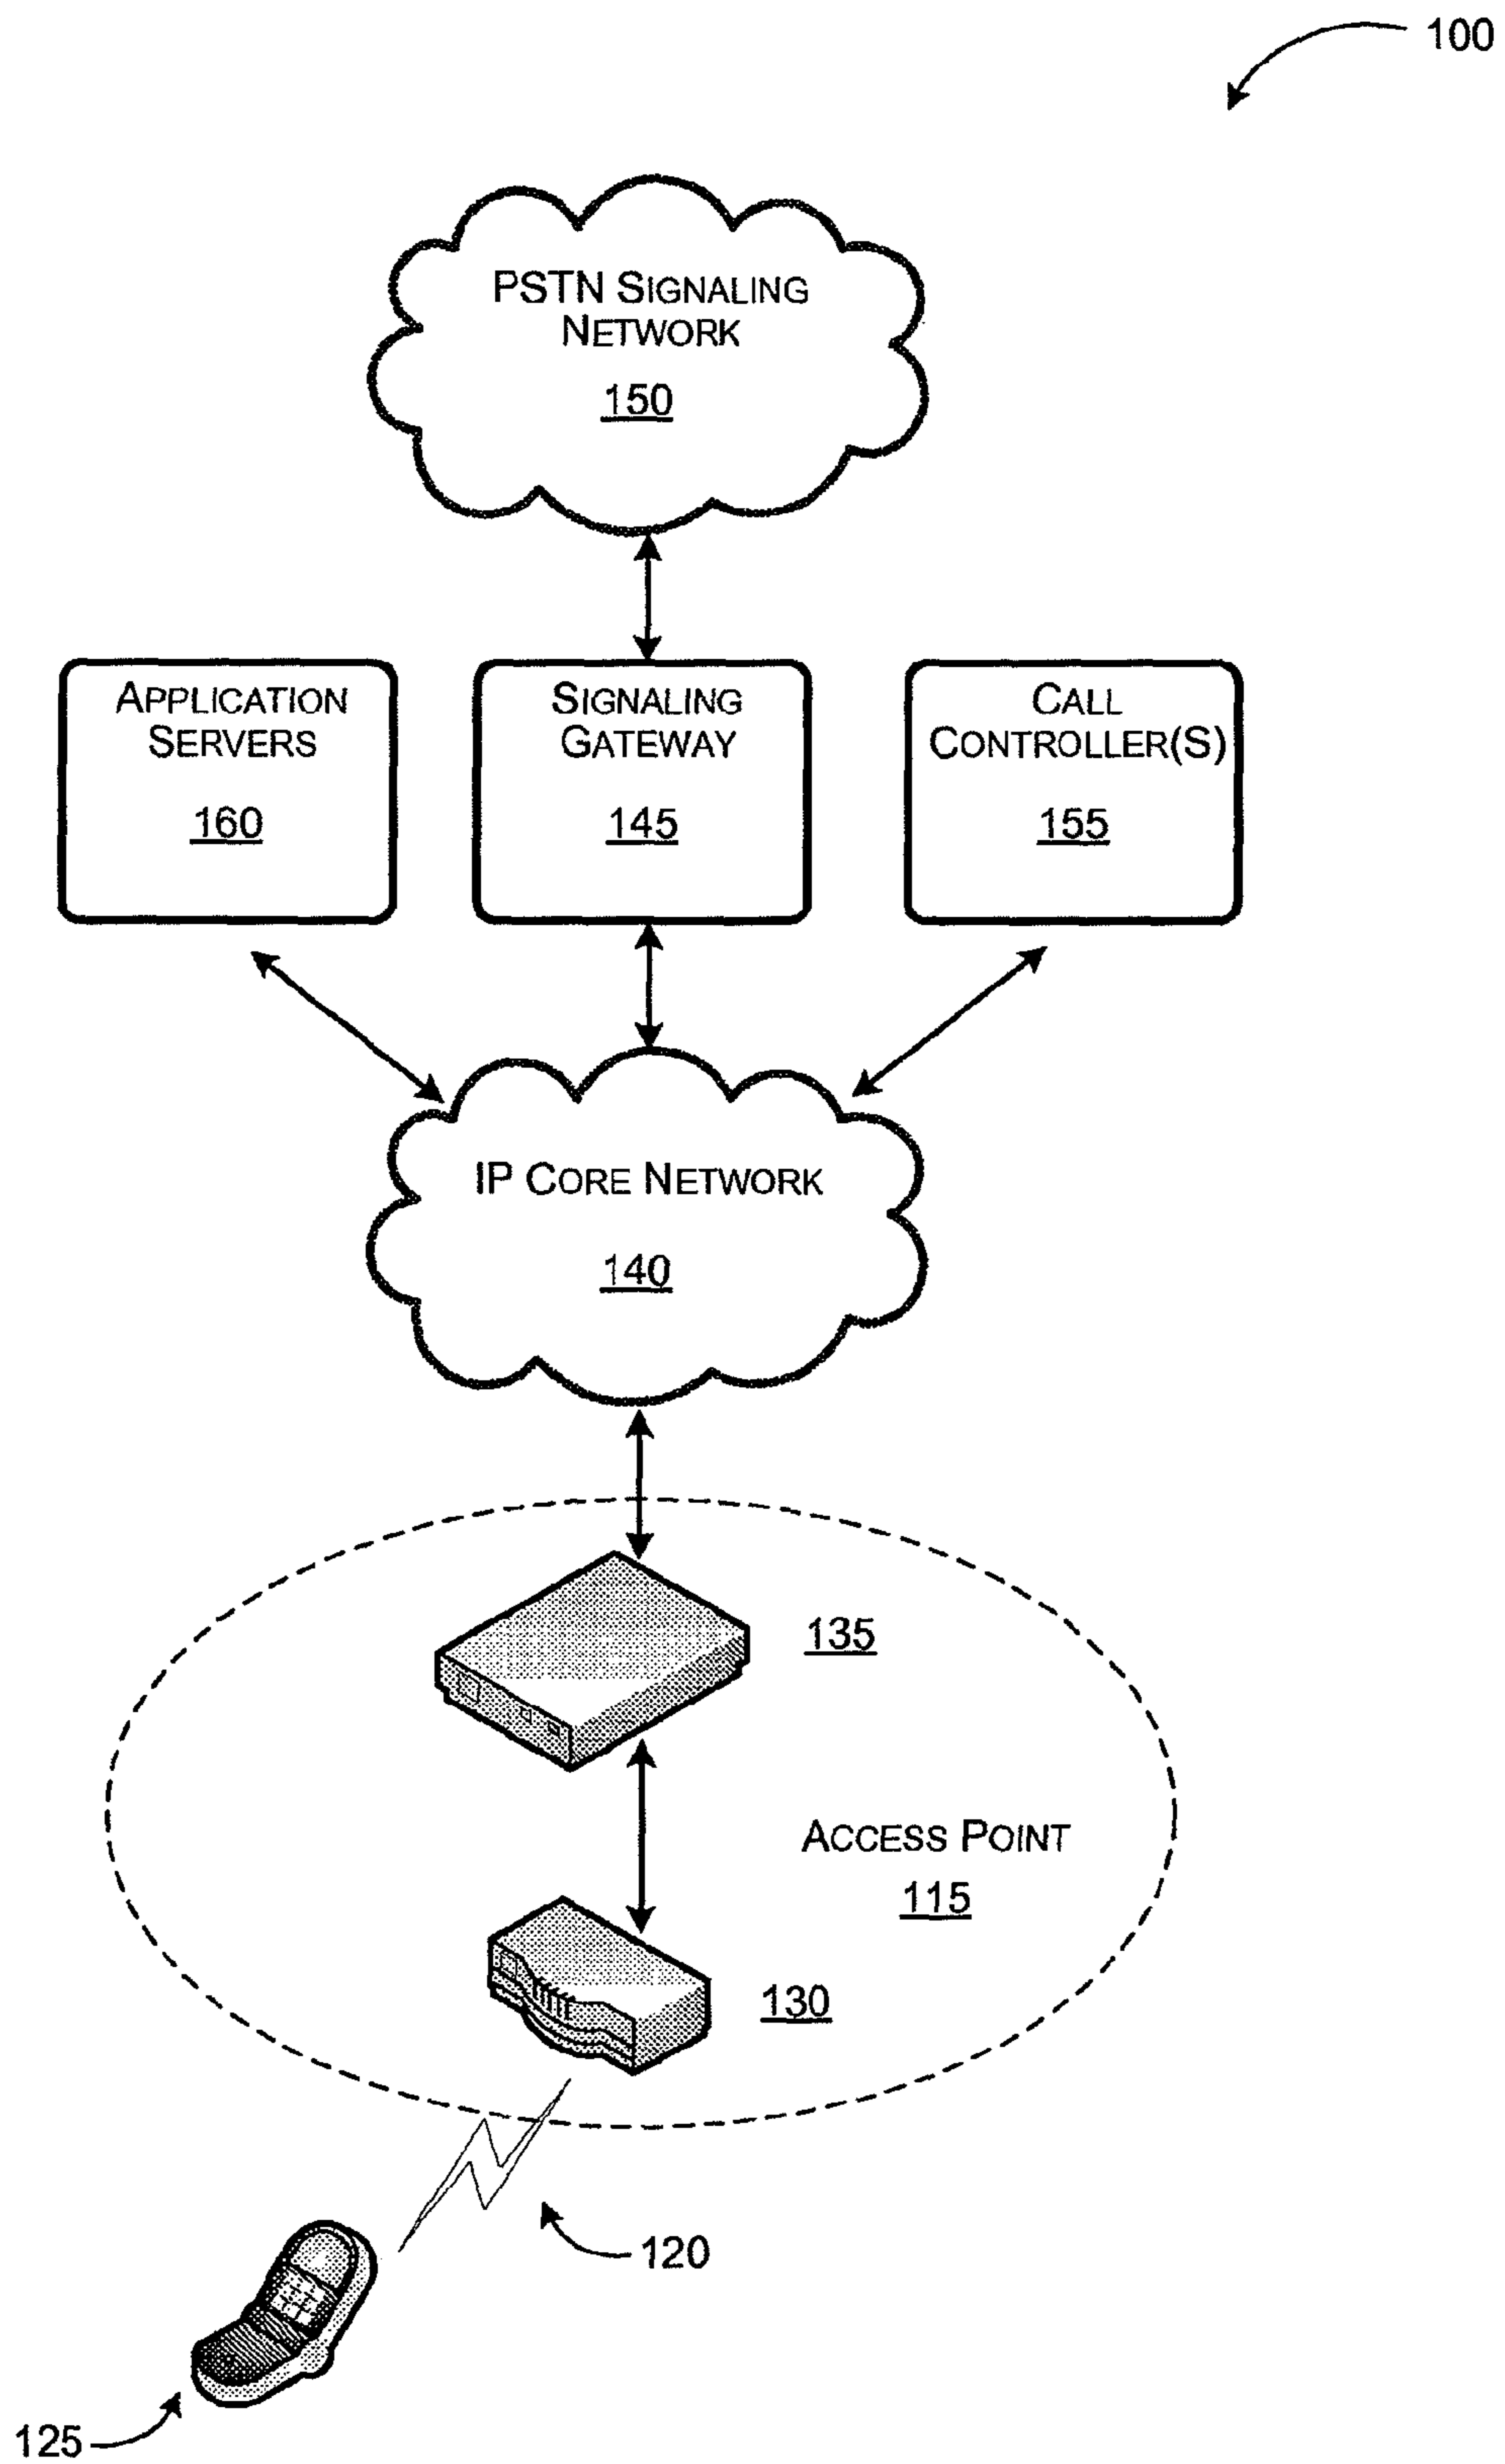 100
PSTN SIGNALING
NETWORK
150
APPLICATION
SERVERS
160
SIGNALING
GATEWAY
145
CALL
CONTROLLER(S)
155
IP CORE NETWORK
140
135
ACCESS POINT
115
130
120
125